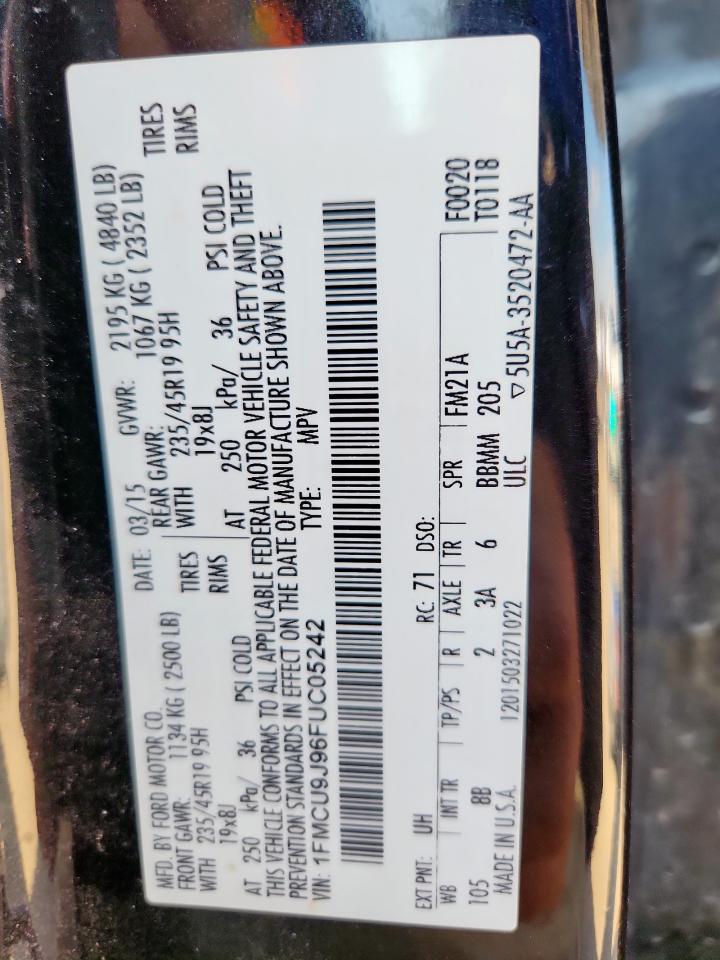 MFD. BY FORD MOTOR CO. DATE: 03/15 GVWR: 2195 KG ( 4840 LB)
FRONT GAWR: 1134 KG ( 2500 LB) REAR GAWR: 1067 KG ( 2352 LB)
WITH 235/45R19 95H TIRES WITH 235/45R19 95H TIRES
19x8J RIMS 19x8J RIMS
AT 250 kPa/ 36 PSI COLD AT 250 kPa/ 36 PSI COLD
THIS VEHICLE CONFORMS TO ALL APPLICABLE FEDERAL MOTOR VEHICLE SAFETY AND THEFT
PREVENTION STANDARDS IN EFFECT ON THE DATE OF MANUFACTURE SHOWN ABOVE.
VIN: 1FMCU9J96FUC05242 TYPE: MPV
EXT PNT: UH RC: 71 DSO:
WB INT TR TP/PS R AXLE TR SPR FM21A F0020
105 BB 2 3A 6 BBMM 205 T0118
MADE IN U.S.A. 1201503271022 ULC ▽5U5A-3520472-AA